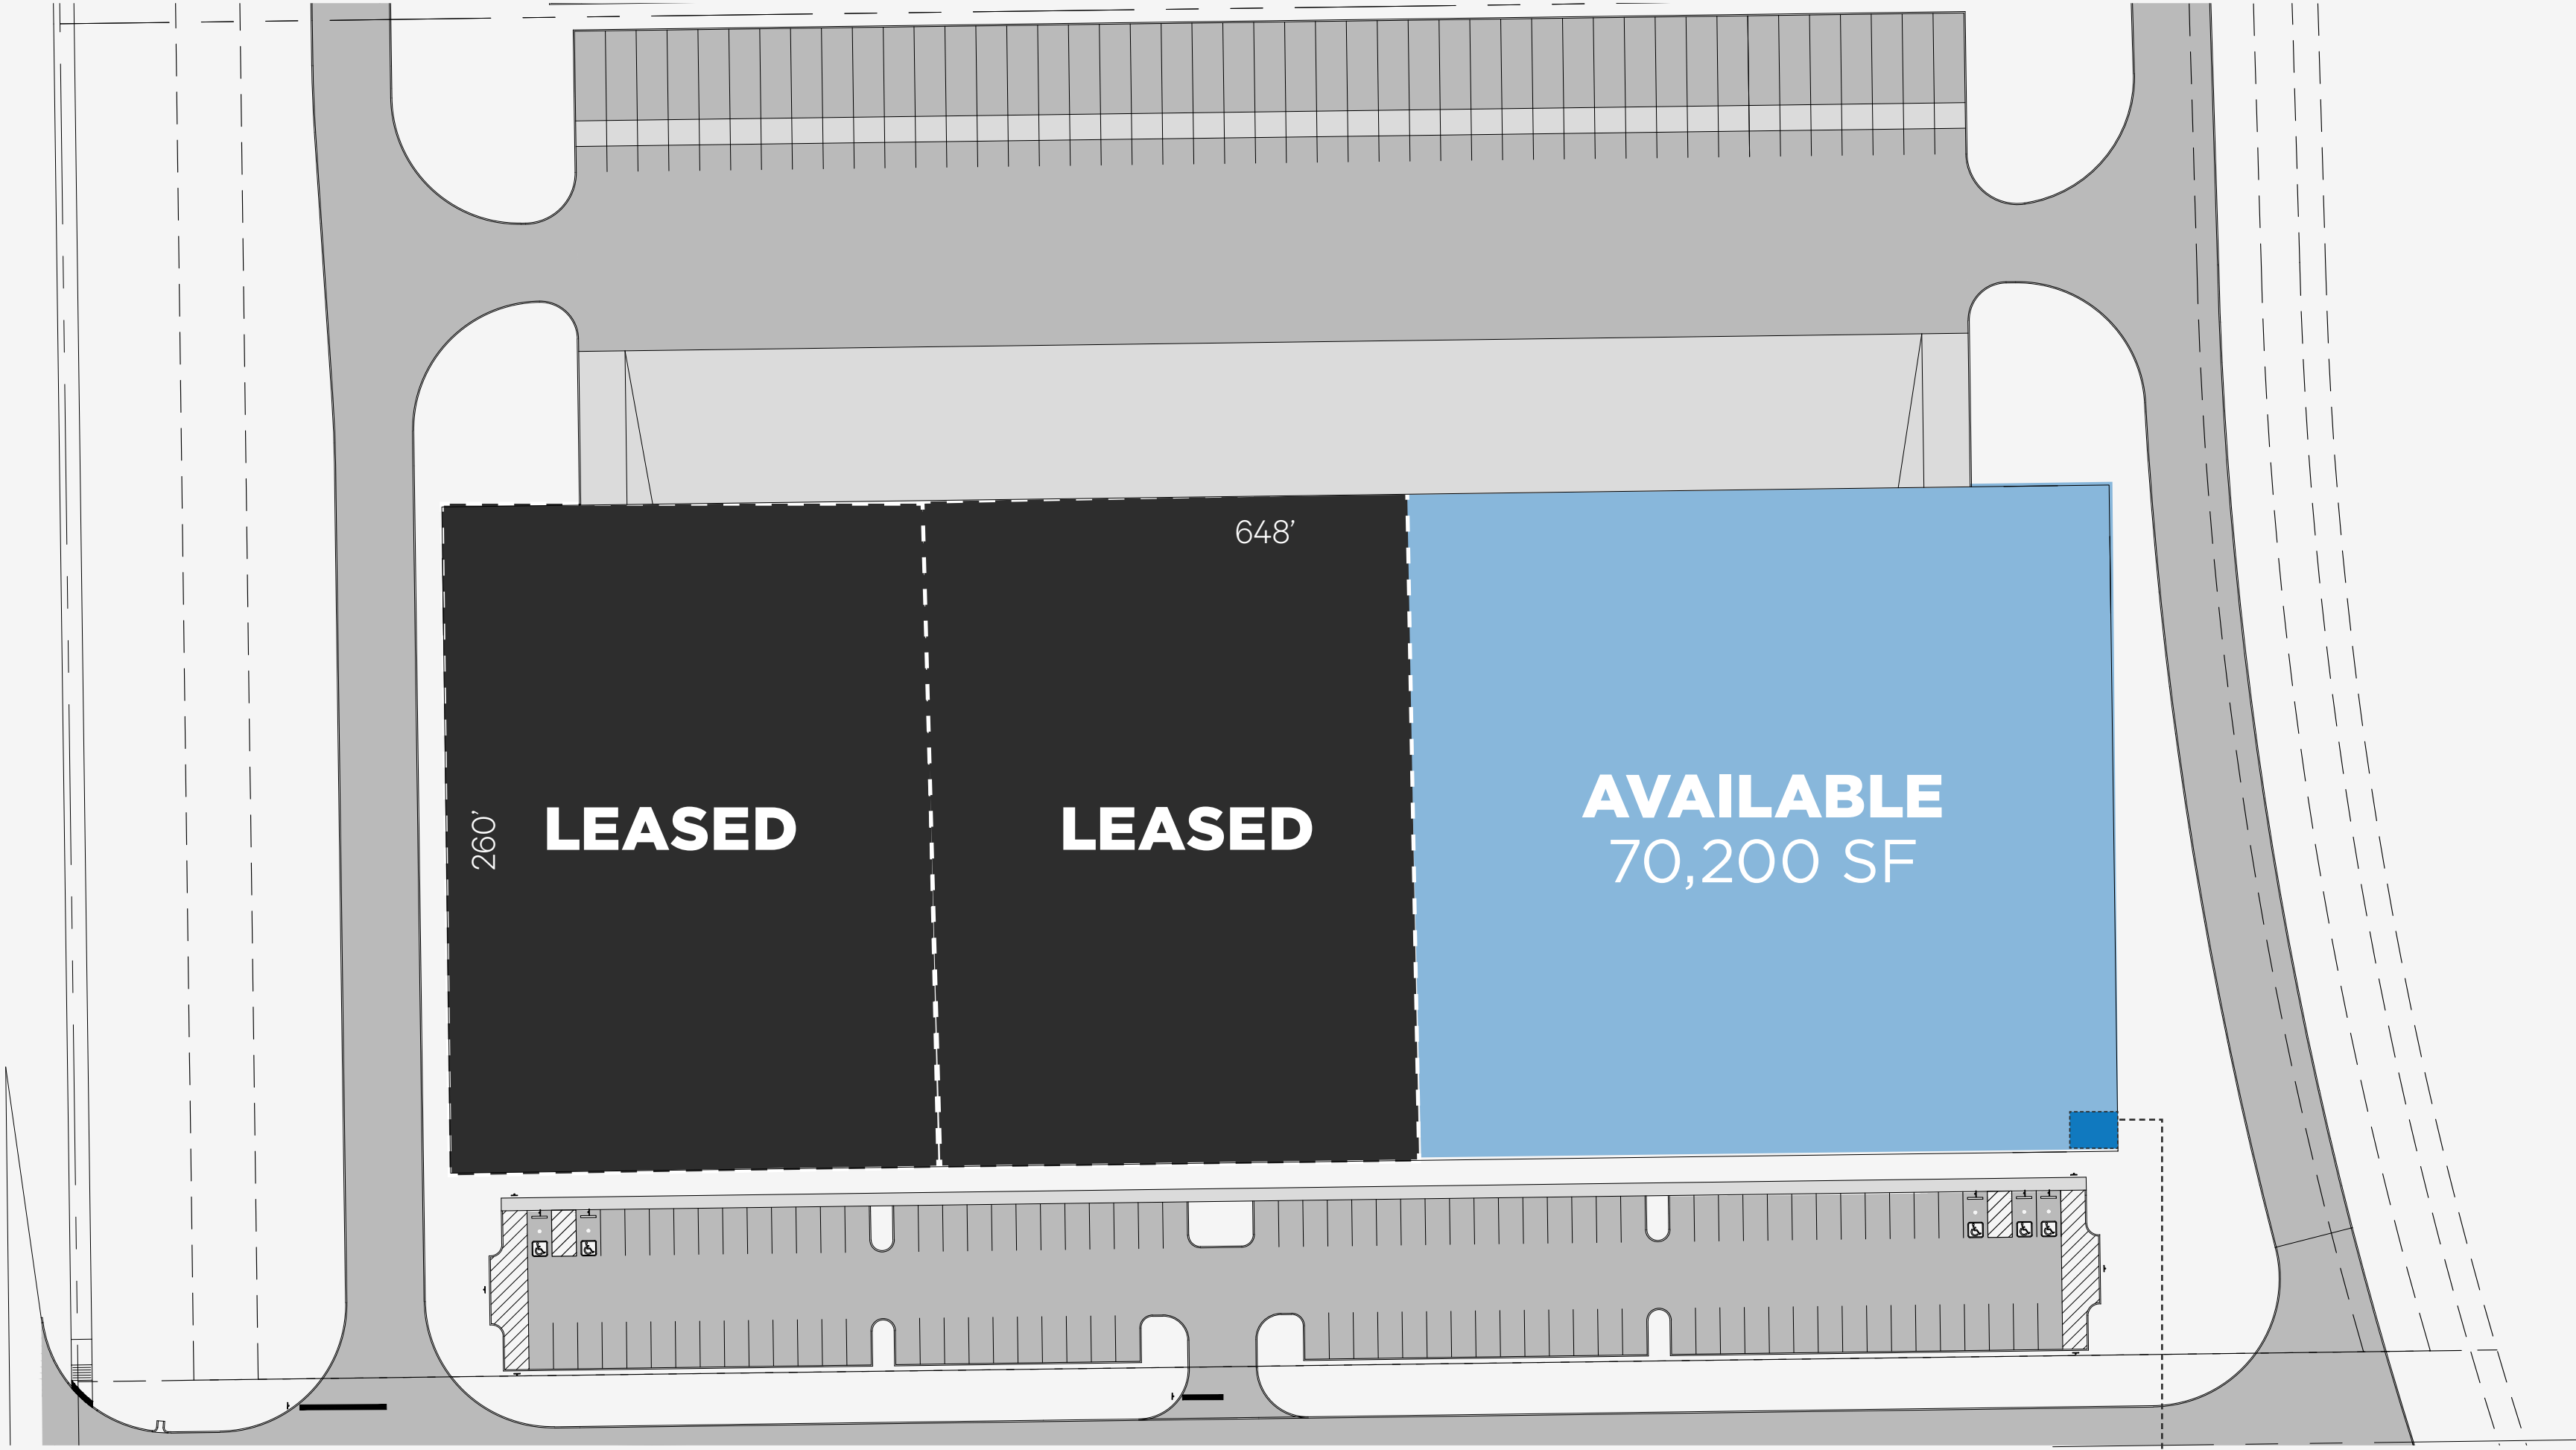 648’
260’
LEASED
LEASED
AVAILABLE
70,200 SF